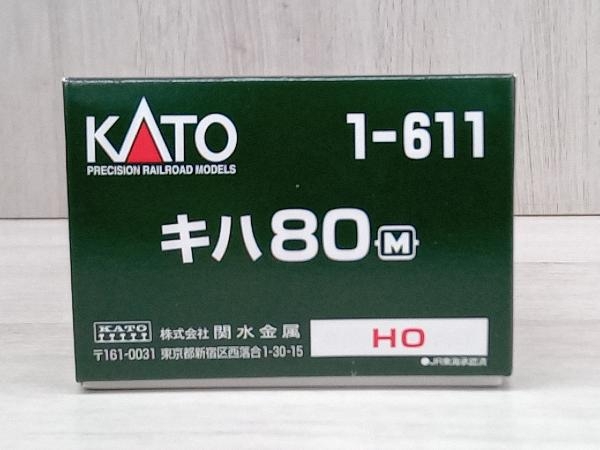 KATO 1-611
PRECISION RAILROAD MODELS
キハ80 M
KATO 株式会社 関水金属 HO
〒161-0031 東京都新宿区西落合1-30-15
●JR東海承認済